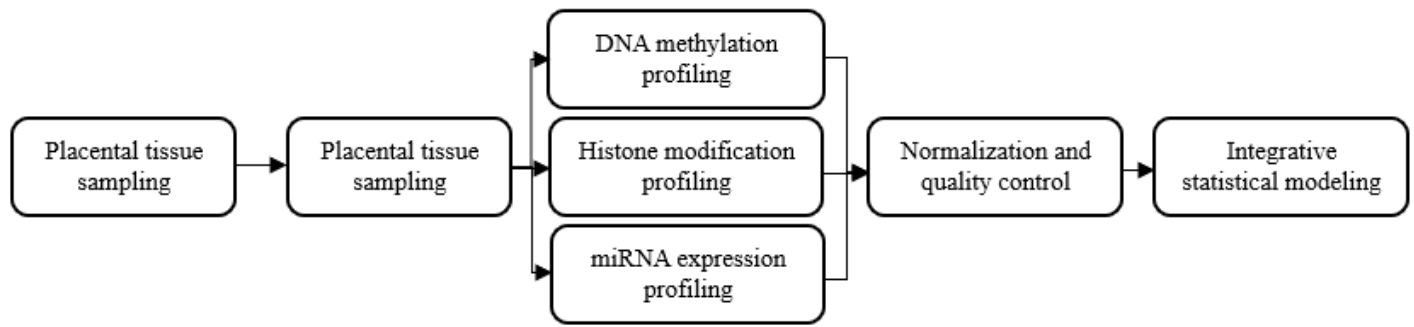 Placental tissue
sampling
Placental tissue
sampling
DNA methylation
profiling
Histone modification
profiling
miRNA expression
profiling
Normalization and
quality control
Integrative
statistical modeling